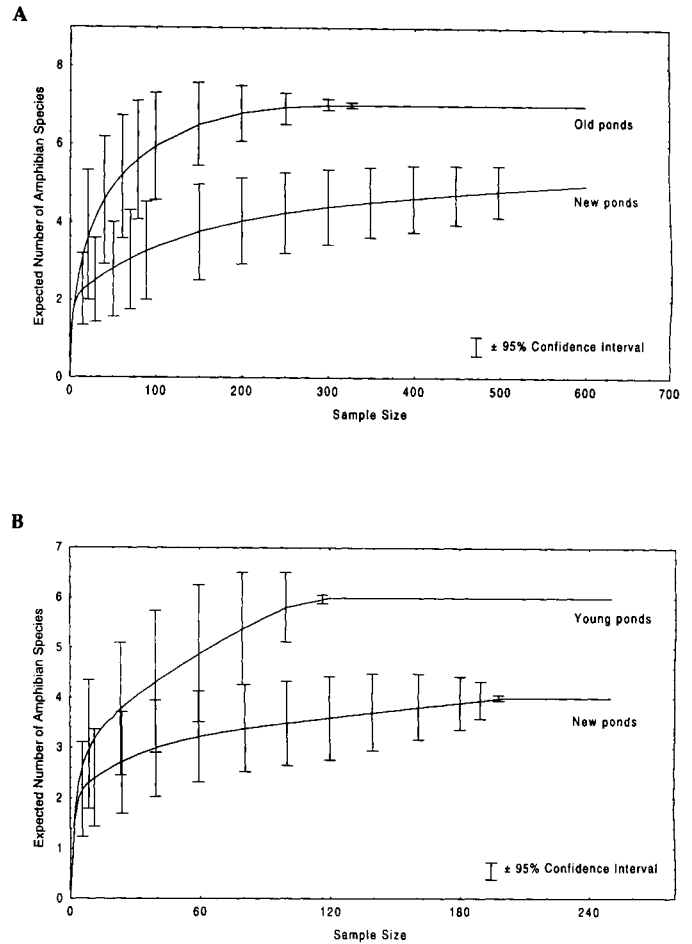 A
8
6
4
2
0
Expected Number of Amphibian Species
Old ponds
New ponds
± 95% Confidence Interval
0 100 200 300 400 500 600 700
Sample Size
B
7
6
5
4
3
2
1
0
Expected Number of Amphibian Species
Young ponds
New ponds
± 95% Confidence Interval
0 60 120 180 240
Sample Size